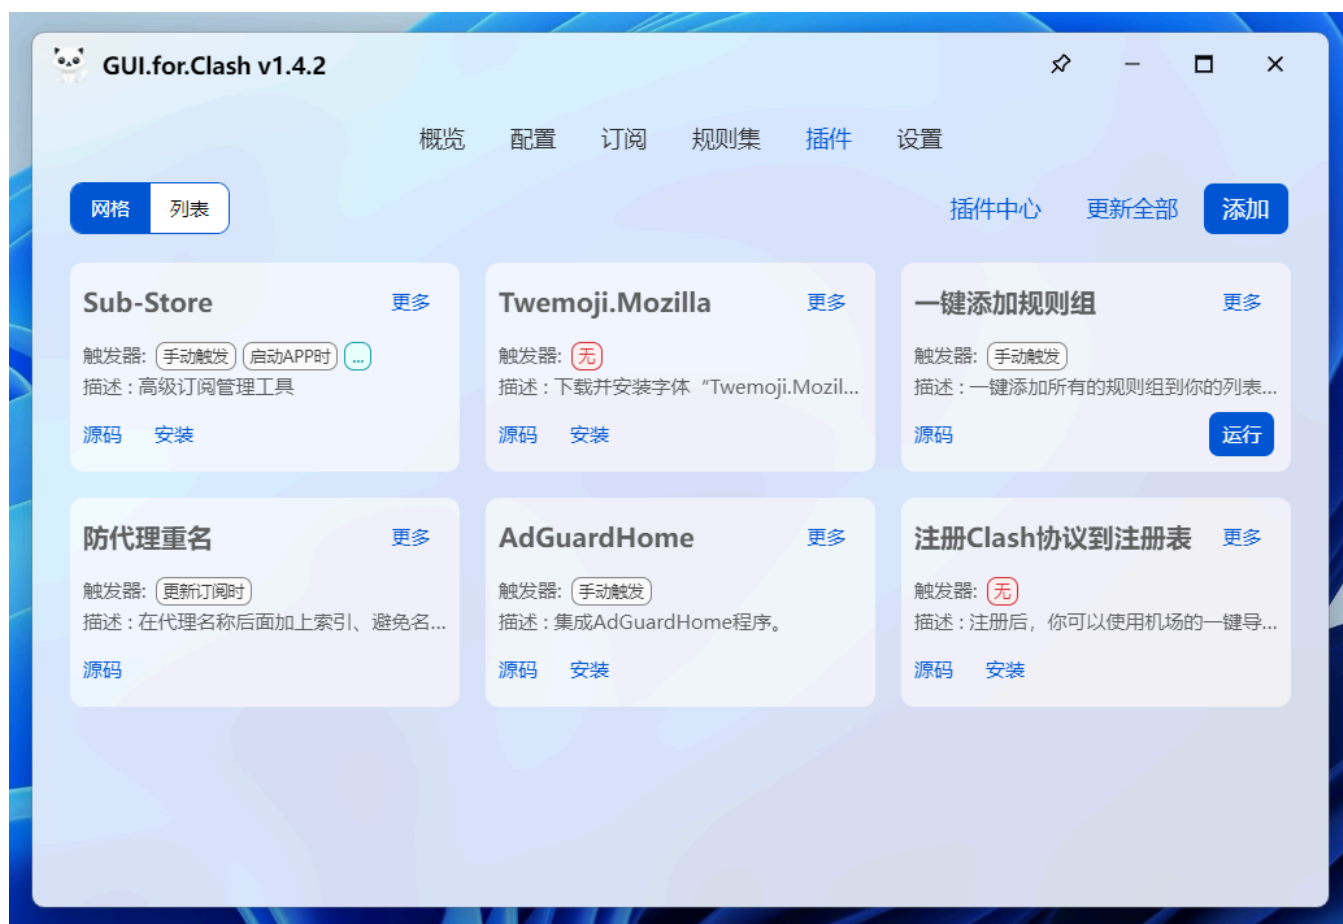 GUI.for.Clash v1.4.2
概览 配置 订阅 规则集 插件 设置
网格 列表 插件中心 更新全部 添加
Sub-Store 更多
触发器: 手动触发 启动APP时 ...
描述 : 高级订阅管理工具
源码 安装
Twemoji.Mozilla 更多
触发器: 无
描述 : 下载并安装字体“Twemoji.Mozil...
源码 安装
一键添加规则组 更多
触发器: 手动触发
描述 : 一键添加所有的规则组到你的列表...
源码 运行
防代理重名 更多
触发器: 更新订阅时
描述 : 在代理名称后面加上索引、避免名...
源码
AdGuardHome 更多
触发器: 手动触发
描述 : 集成AdGuardHome程序。
源码 安装
注册Clash协议到注册表 更多
触发器: 无
描述 : 注册后，你可以使用机场的一键导...
源码 安装